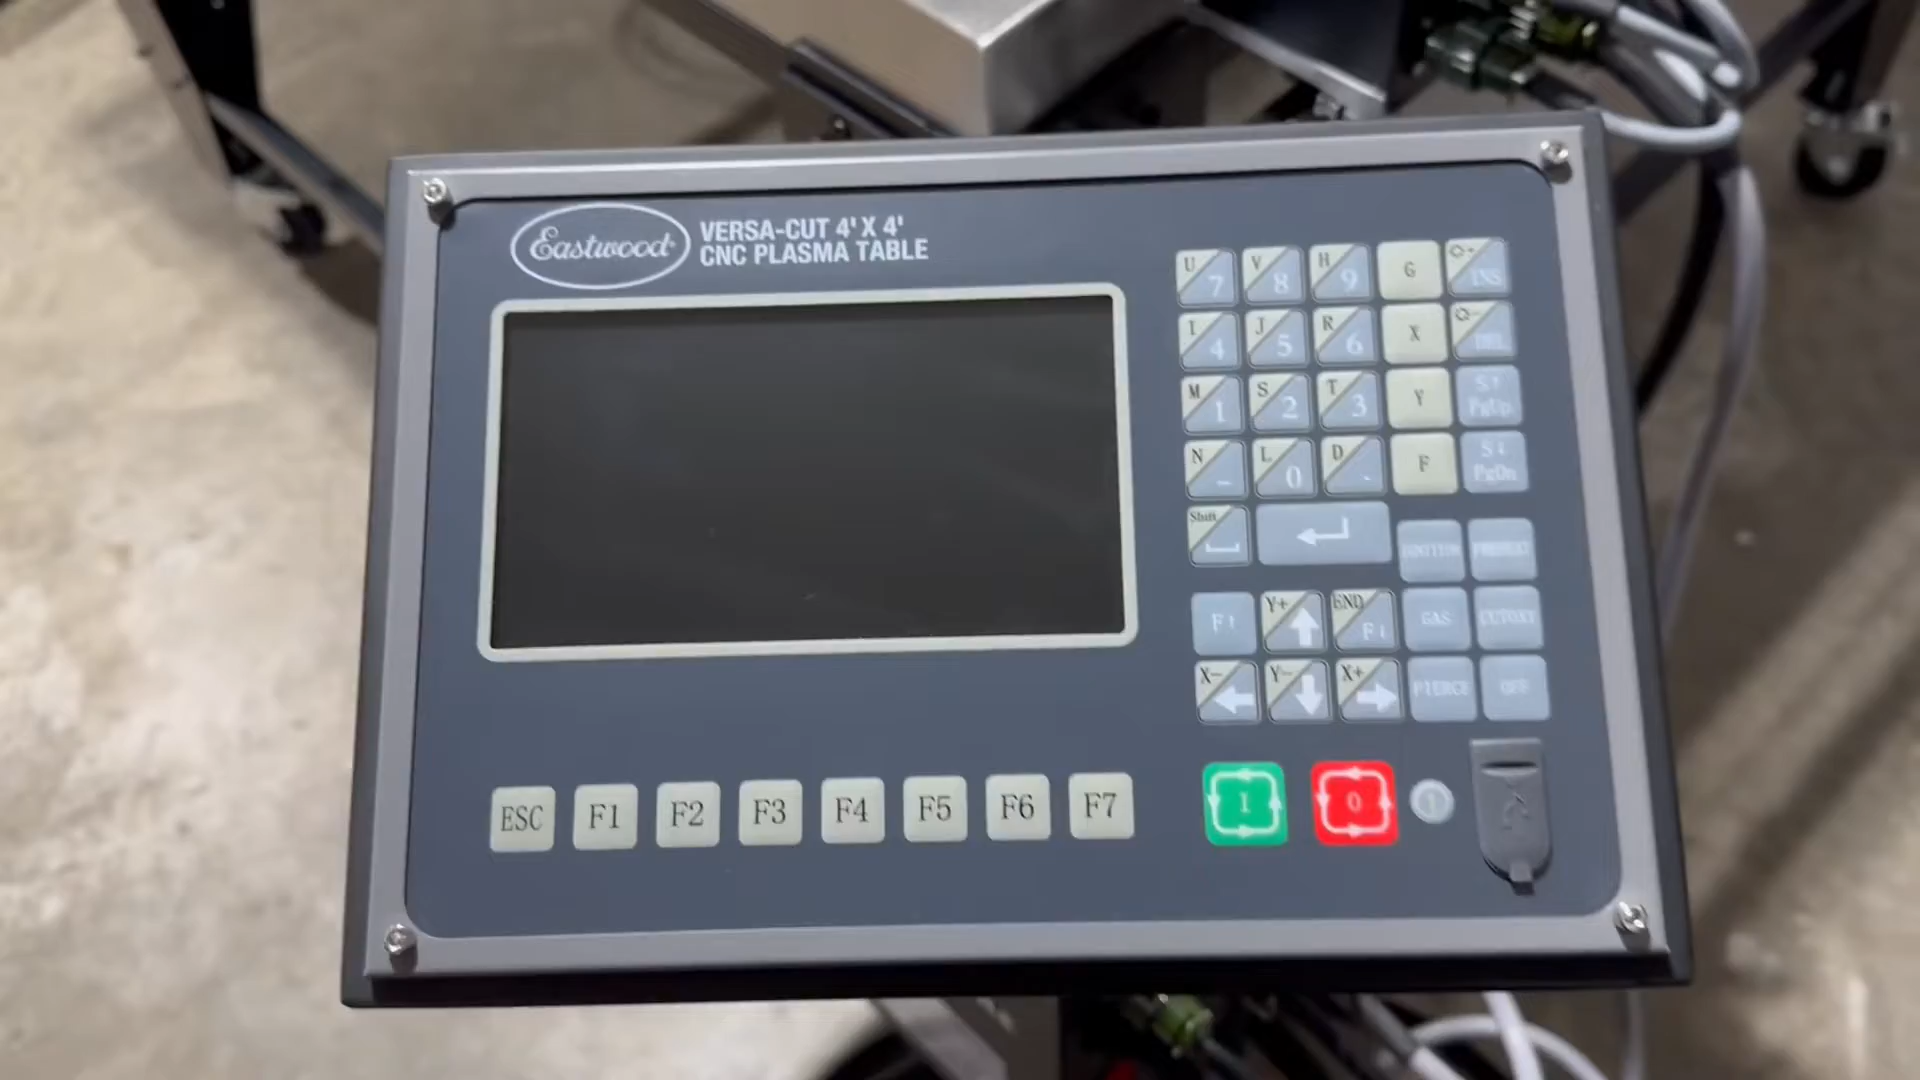 Eastwood
VERSA-CUT 4' X 4'
CNC PLASMA TABLE
U 7 V 8 H 9 G INS
I 4 J 5 R 6 X DEL
M 1 S 2 T 3 Y S↑ PgUp
N - L 0 D . F S↓ PgDn
Shift
IGNITION PREHEAT
F↑ Y+ END F↓ GAS CUTOXY
X- Y- X+ PIERCE OFF
ESC F1 F2 F3 F4 F5 F6 F7 I 0